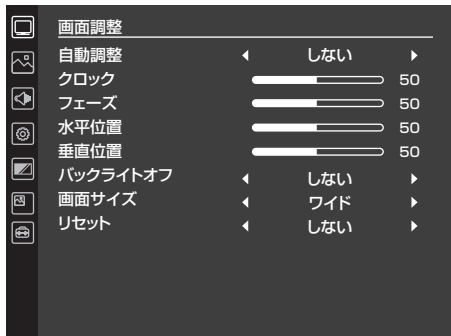 画面調整
自動調整 しない
クロック 50
フェーズ 50
水平位置 50
垂直位置 50
バックライトオフ しない
画面サイズ ワイド
リセット しない